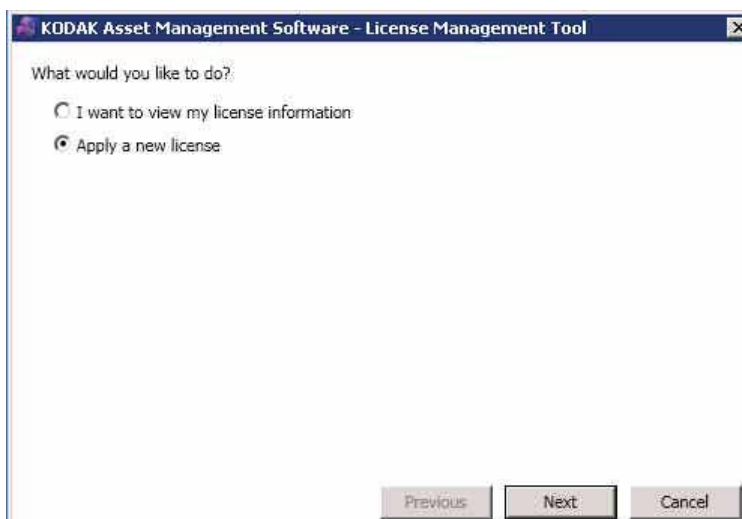 KODAK Asset Management Software - License Management Tool
What would you like to do?
I want to view my license information
Apply a new license
Previous Next Cancel